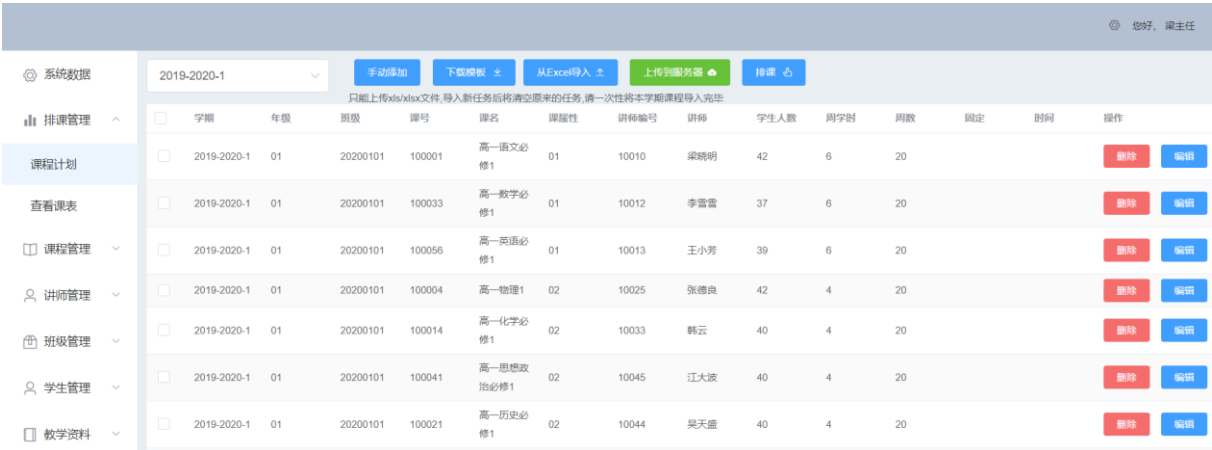 您好, 梁主任
系统数据
排课管理
课程计划
查看课表
课程管理
讲师管理
班级管理
学生管理
教学资料
2019-2020-1
手动添加 下载模板 从Excel导入 上传到服务器 排课
只能上传xls/xlsx文件,导入新任务后将清空原来的任务,请一次性将本学期课程导入完毕
学期 年级 班级 课号 课名 课属性 讲师编号 讲师 学生人数 周学时 周数 固定 时间 操作
2019-2020-1 01 20200101 100001 高一语文必修1 01 10010 梁晓明 42 6 20 删除 编辑
2019-2020-1 01 20200101 100033 高一数学必修1 01 10012 李雪雪 37 6 20 删除 编辑
2019-2020-1 01 20200101 100056 高一英语必修1 01 10013 王小芳 39 6 20 删除 编辑
2019-2020-1 01 20200101 100004 高一物理1 02 10025 张德良 42 4 20 删除 编辑
2019-2020-1 01 20200101 100014 高一化学必修1 02 10033 韩云 40 4 20 删除 编辑
2019-2020-1 01 20200101 100041 高一思想政治必修1 02 10045 江大波 40 4 20 删除 编辑
2019-2020-1 01 20200101 100021 高一历史必修1 02 10044 吴天盛 40 4 20 删除 编辑